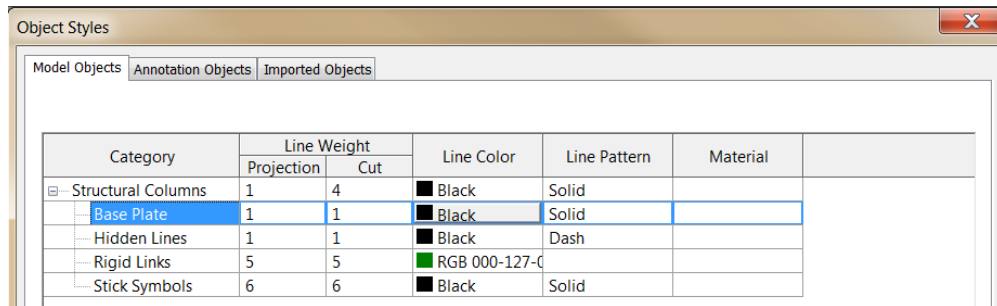 Object Styles
Model Objects Annotation Objects Imported Objects
Category Line Weight Line Color Line Pattern Material
Projection Cut
Structural Columns 1 4 Black Solid
Base Plate 1 1 Black Solid
Hidden Lines 1 1 Black Dash
Rigid Links 5 5 RGB 000-127-0
Stick Symbols 6 6 Black Solid